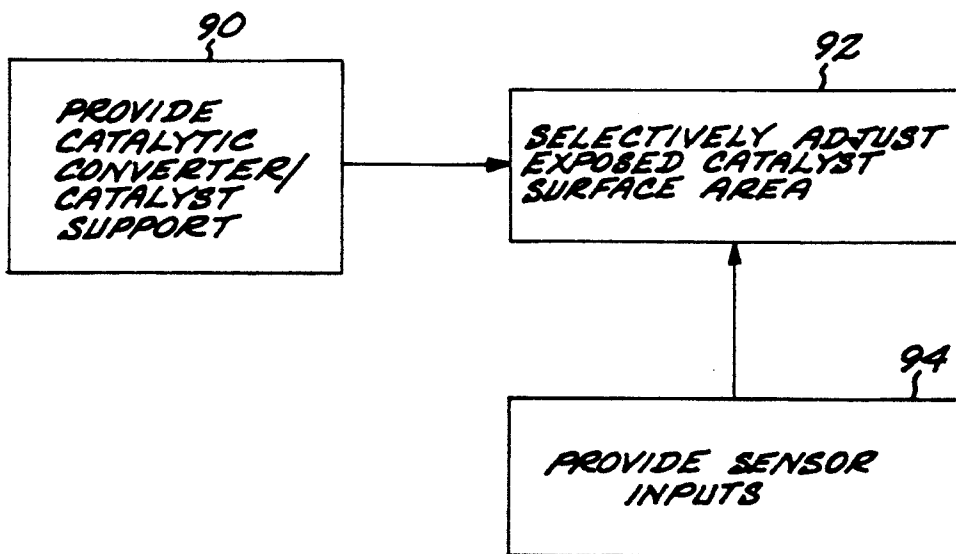 90
PROVIDE
CATALYTIC
CONVERTER/
CATALYST
SUPPORT
92
SELECTIVELY ADJUST
EXPOSED CATALYST
SURFACE AREA
94
PROVIDE SENSOR
INPUTS